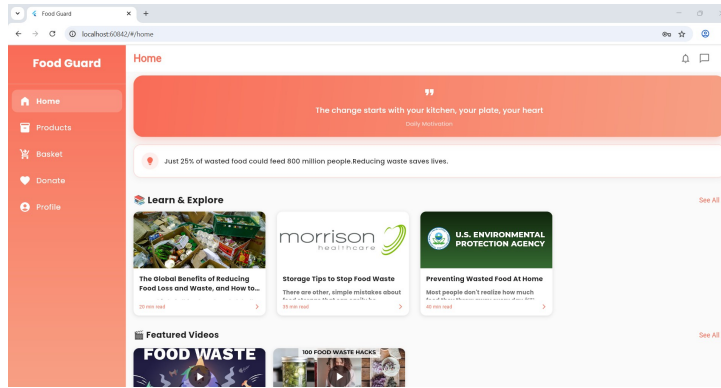 Food Guard
localhost:60842/#/home
Food Guard
Home
Products
Basket
Donate
Profile
Home
The change starts with your kitchen, your plate, your heart
Daily Motivation
Just 25% of wasted food could feed 800 million people.Reducing waste saves lives.
Learn & Explore
See All
The Global Benefits of Reducing
Food Loss and Waste, and How to...
20 min read
morrison
healthcare
Storage Tips to Stop Food Waste
There are other, simple mistakes about
35 min read
U.S. ENVIRONMENTAL
PROTECTION AGENCY
Preventing Wasted Food At Home
Most people don't realize how much
40 min read
Featured Videos
See All
FOOD WASTE
100 FOOD WASTE HACKS